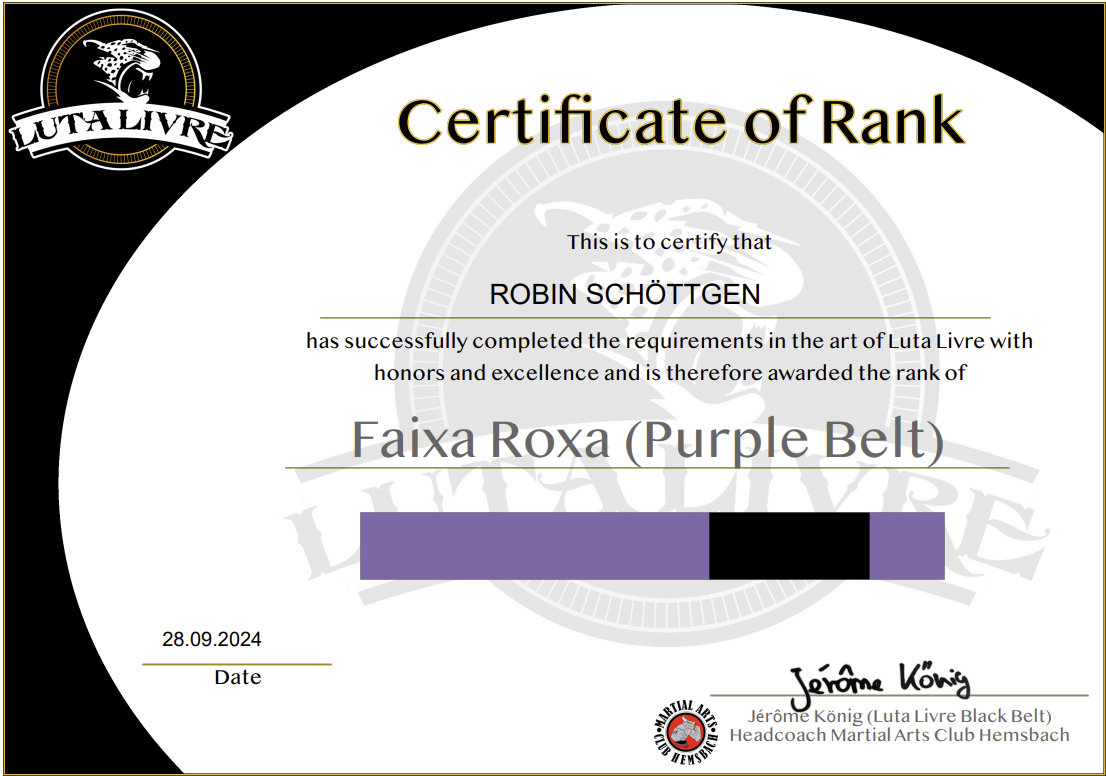 LUTA LIVRE
Certificate of Rank
This is to certify that
ROBIN SCHÖTTGEN
has successfully completed the requirements in the art of Luta Livre with
honors and excellence and is therefore awarded the rank of
Faixa Roxa (Purple Belt)
LUTA LIVRE
28.09.2024
Date
Jérôme König
Jérôme König (Luta Livre Black Belt)
Headcoach Martial Arts Club Hemsbach
MARTIAL ARTS
CLUB HEMSBACH